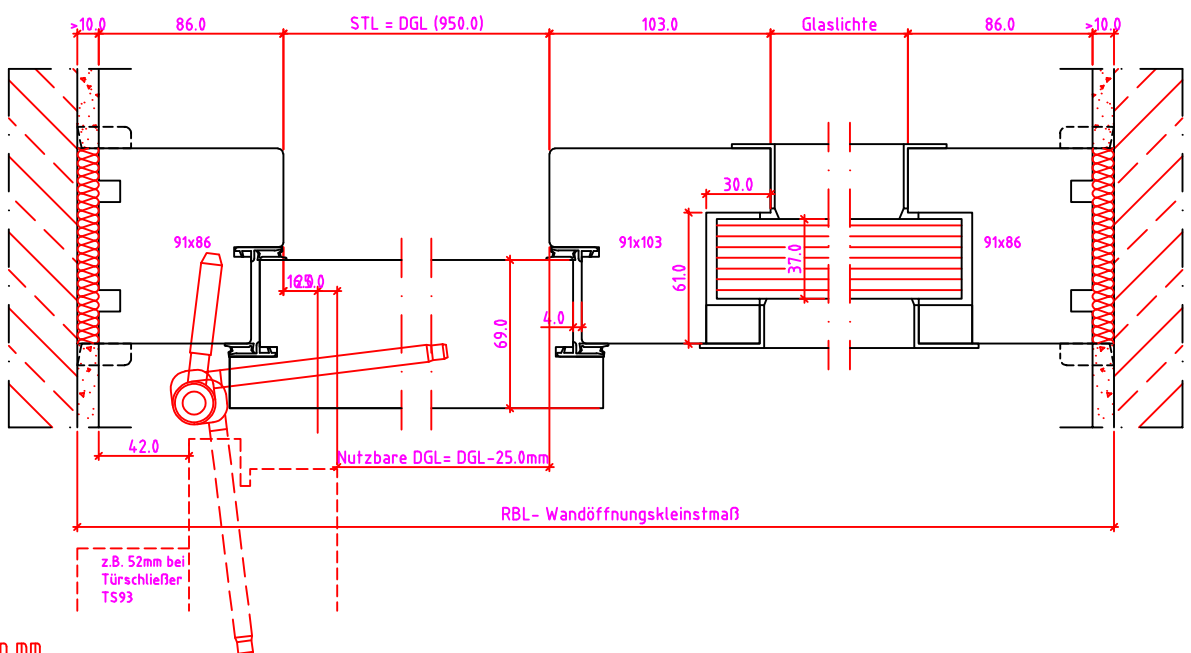 >10.0 86.0 STL = DGL (950.0) 103.0 Glaslichte 86.0 >10.0
30.0
91x86 91x103 91x86
37.0
61.0
4.0
69.0
42.0
Nutzbare DGL= DGL-25.0mm
RBL- Wandöffnungskleinstmaß
z.B. 52mm bei
Türschließer
TS93
n mm